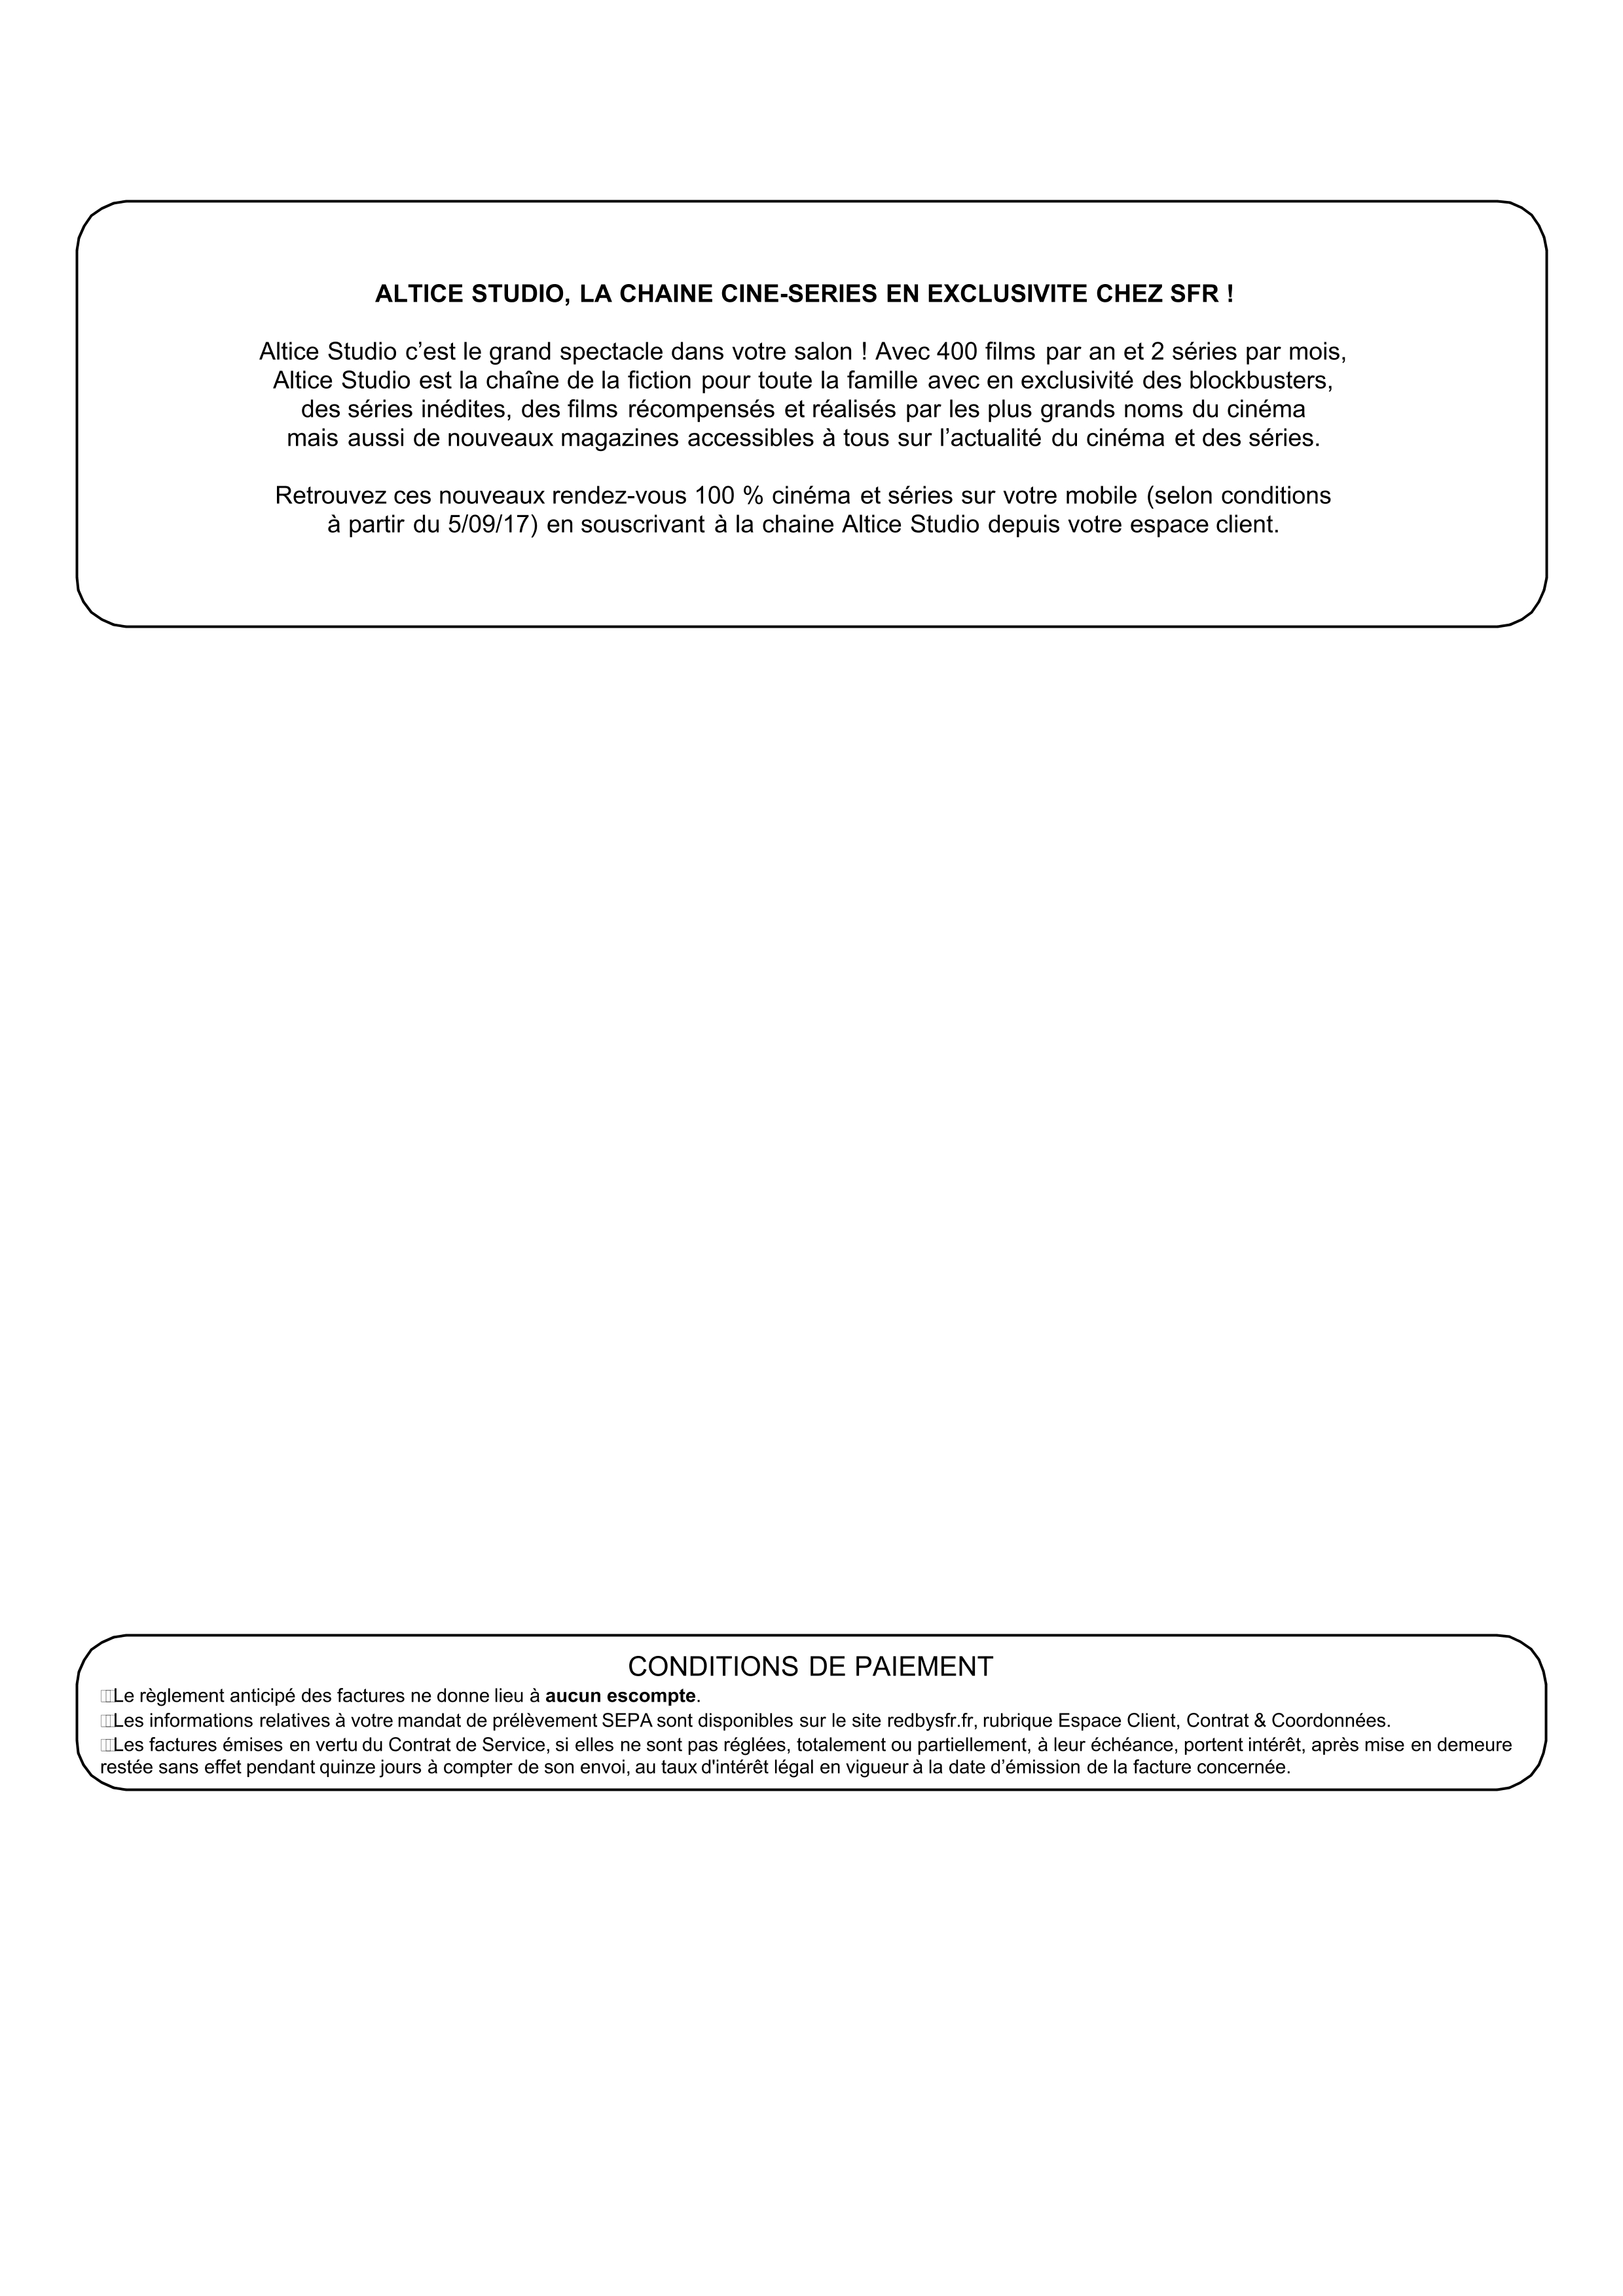 ALTICE STUDIO, LA CHAINE CINE-SERIES EN EXCLUSIVITE CHEZ SFR !
Altice Studio c’est le grand spectacle dans votre salon ! Avec 400 films par an et 2 séries par mois,
Altice Studio est la chaîne de la fiction pour toute la famille avec en exclusivité des blockbusters,
des séries inédites, des films récompensés et réalisés par les plus grands noms du cinéma
mais aussi de nouveaux magazines accessibles à tous sur l’actualité du cinéma et des séries.
Retrouvez ces nouveaux rendez-vous 100 % cinéma et séries sur votre mobile (selon conditions
à partir du 5/09/17) en souscrivant à la chaine Altice Studio depuis votre espace client.
CONDITIONS DE PAIEMENT
Le règlement anticipé des factures ne donne lieu à aucun escompte.
Les informations relatives à votre mandat de prélèvement SEPA sont disponibles sur le site redbysfr.fr, rubrique Espace Client, Contrat & Coordonnées.
Les factures émises en vertu du Contrat de Service, si elles ne sont pas réglées, totalement ou partiellement, à leur échéance, portent intérêt, après mise en demeure
restée sans effet pendant quinze jours à compter de son envoi, au taux d'intérêt légal en vigueur à la date d’émission de la facture concernée.